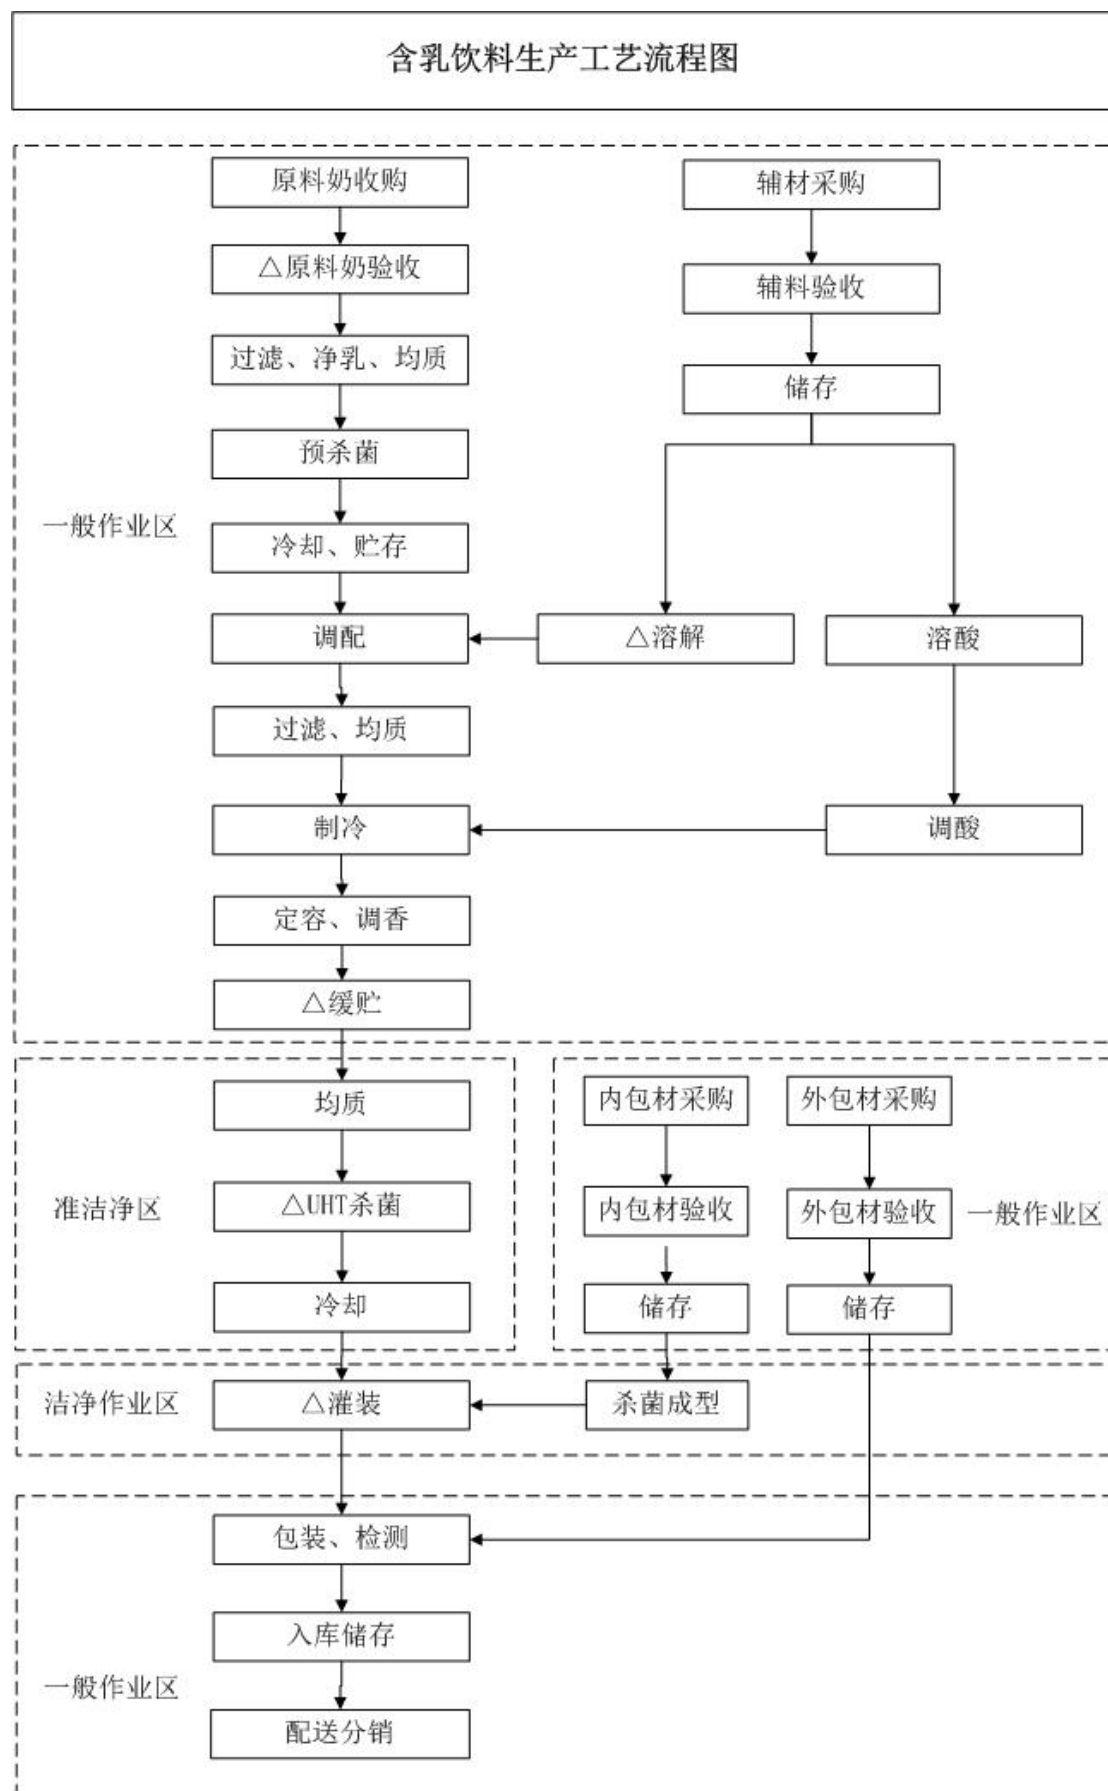 含乳饮料生产工艺流程图
原料奶收购
辅材采购
△原料奶验收
辅料验收
过滤、净乳、均质
储存
预杀菌
一般作业区
冷却、贮存
调配
△溶解
溶酸
过滤、均质
制冷
调酸
定容、调香
△缓贮
均质
内包材采购
外包材采购
准洁净区
△UHT杀菌
内包材验收
外包材验收
一般作业区
冷却
储存
储存
洁净作业区
△灌装
杀菌成型
包装、检测
入库储存
一般作业区
配送分销